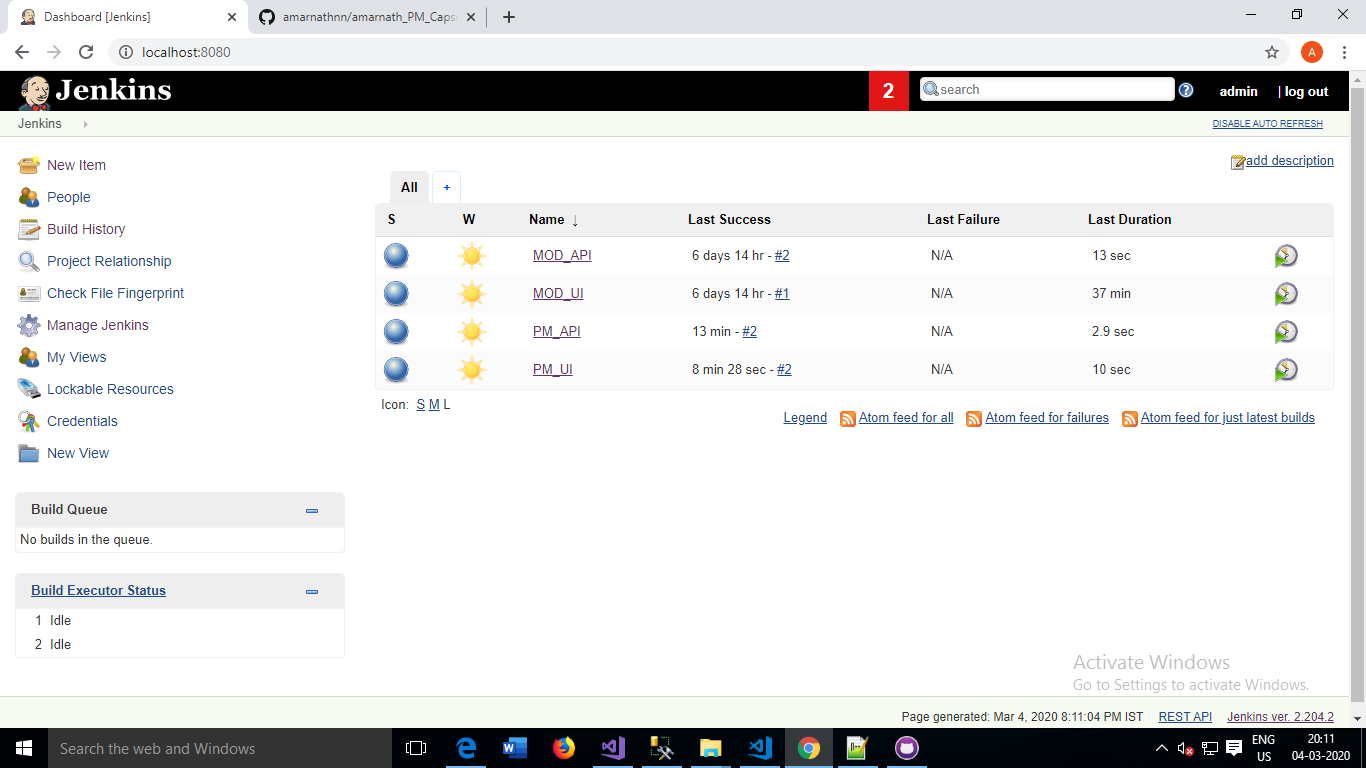 Dashboard [Jenkins]
amarnathnn/amarnath_PM_Caps
localhost:8080
A
Jenkins
2
search
admin
| log out
Jenkins
DISABLE AUTO REFRESH
New Item
People
Build History
Project Relationship
Check File Fingerprint
Manage Jenkins
My Views
Lockable Resources
Credentials
New View
Build Queue
No builds in the queue.
Build Executor Status
1 Idle
2 Idle
add description
All +
S W Name ↓ Last Success Last Failure Last Duration
MOD_API 6 days 14 hr - #2 N/A 13 sec
MOD_UI 6 days 14 hr - #1 N/A 37 min
PM_API 13 min - #2 N/A 2.9 sec
PM_UI 8 min 28 sec - #2 N/A 10 sec
Icon: S M L
Legend Atom feed for all Atom feed for failures Atom feed for just latest builds
Activate Windows
Go to Settings to activate Windows.
Page generated: Mar 4, 2020 8:11:04 PM IST REST API Jenkins ver. 2.204.2
Search the web and Windows
ENG
US
20:11
04-03-2020